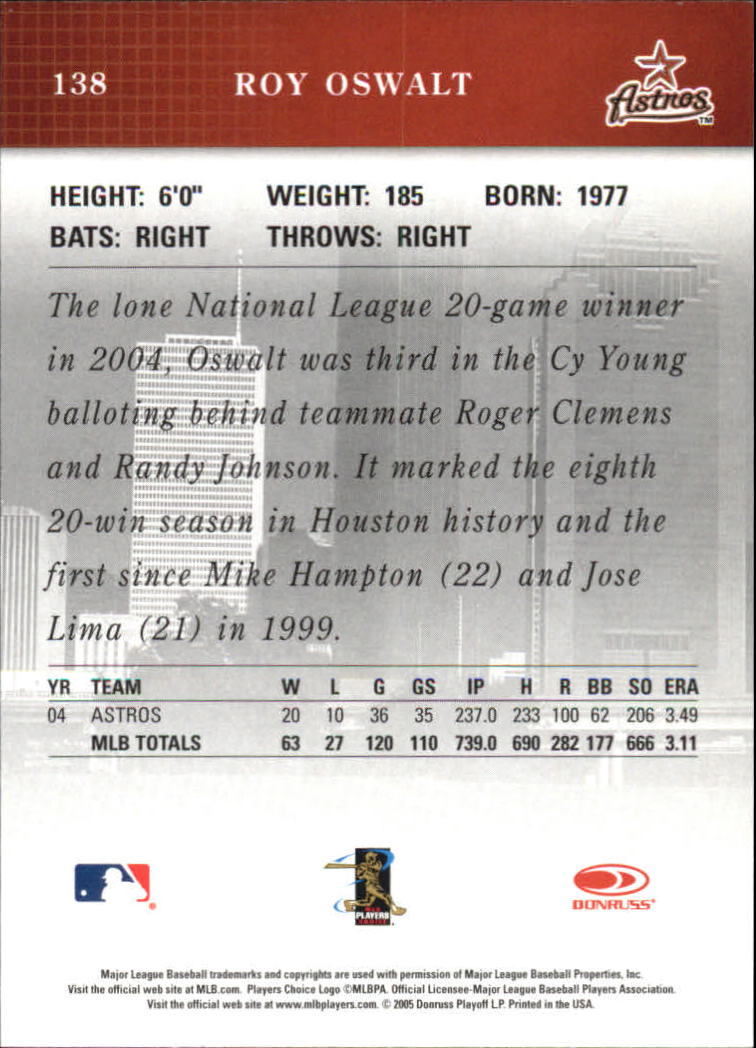 138 ROY OSWALT Astros TM
HEIGHT: 6'0" WEIGHT: 185 BORN: 1977
BATS: RIGHT THROWS: RIGHT
The lone National League 20-game winner
in 2004, Oswalt was third in the Cy Young
balloting behind teammate Roger Clemens
and Randy Johnson. It marked the eighth
20-win season in Houston history and the
first since Mike Hampton (22) and Jose
Lima (21) in 1999.
YR TEAM W L G GS IP H R BB SO ERA
04 ASTROS 20 10 36 35 237.0 233 100 62 206 3.49
MLB TOTALS 63 27 120 110 739.0 690 282 177 666 3.11
PLAYERS
CHOICE
DONRUSS
Major League Baseball trademarks and copyrights are used with permission of Major League Baseball Properties, Inc.
Visit the official web site at MLB.com. Players Choice Logo ©MLBPA. Official Licensee-Major League Baseball Players Association.
Visit the official web site at www.mlbplayers.com. © 2005 Donruss Playoff L.P. Printed in the USA.